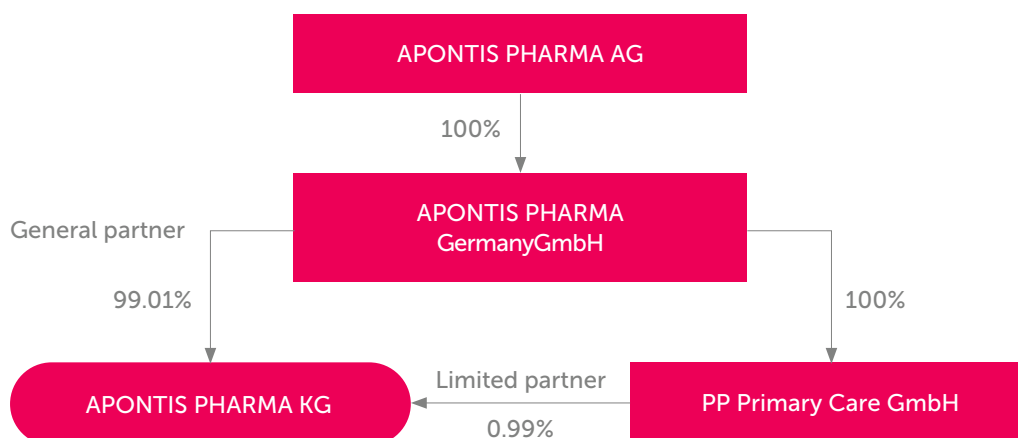 APONTIS PHARMA AG
100%
APONTIS PHARMA
GermanyGmbH
General partner
99.01%
100%
APONTIS PHARMA KG
Limited partner
0.99%
PP Primary Care GmbH